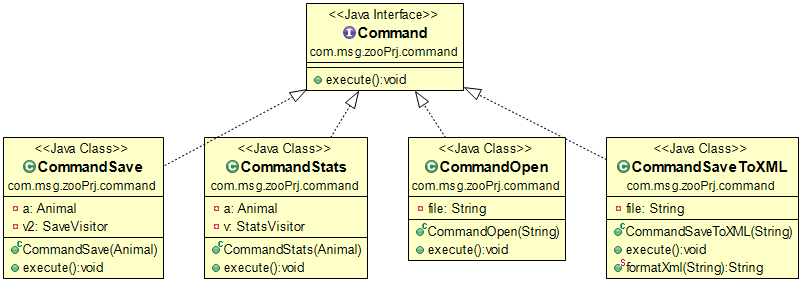 <<Java Interface>>
Command
com.msg.zooPrj.command
execute():void
<<Java Class>>
CommandSave
com.msg.zooPrj.command
a: Animal
v2: SaveVisitor
CommandSave(Animal)
execute():void
<<Java Class>>
CommandStats
com.msg.zooPrj.command
a: Animal
v: StatsVisitor
CommandStats(Animal)
execute():void
<<Java Class>>
CommandOpen
com.msg.zooPrj.command
file: String
CommandOpen(String)
execute():void
<<Java Class>>
CommandSaveToXML
com.msg.zooPrj.command
file: String
CommandSaveToXML(String)
execute():void
formatXml(String):String